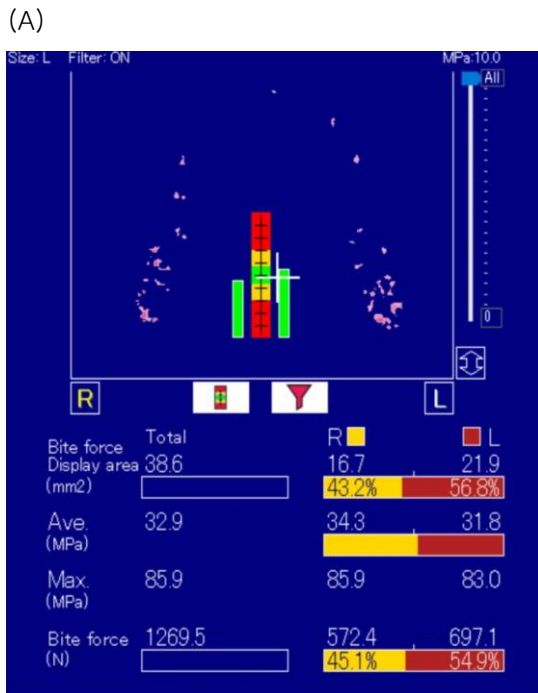 (A)
Size: L Filter: ON MPa:10.0
All
0
R L
Total R L
Bite force
Display area 38.6 16.7 21.9
(mm2) 43.2% 56.8%
Ave. 32.9 34.3 31.8
(MPa)
Max. 85.9 85.9 83.0
(MPa)
Bite force 1269.5 572.4 697.1
(N) 45.1% 54.9%